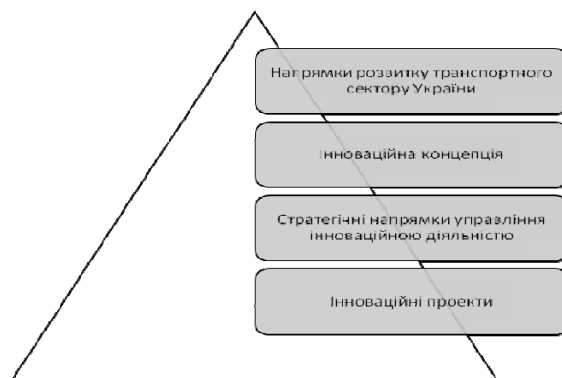 Напрямки розвитку транспортного
сектору України
Інноваційна концепція
Стратегічні напрямки управління
інноваційною діяльністю
Інноваційні проекти